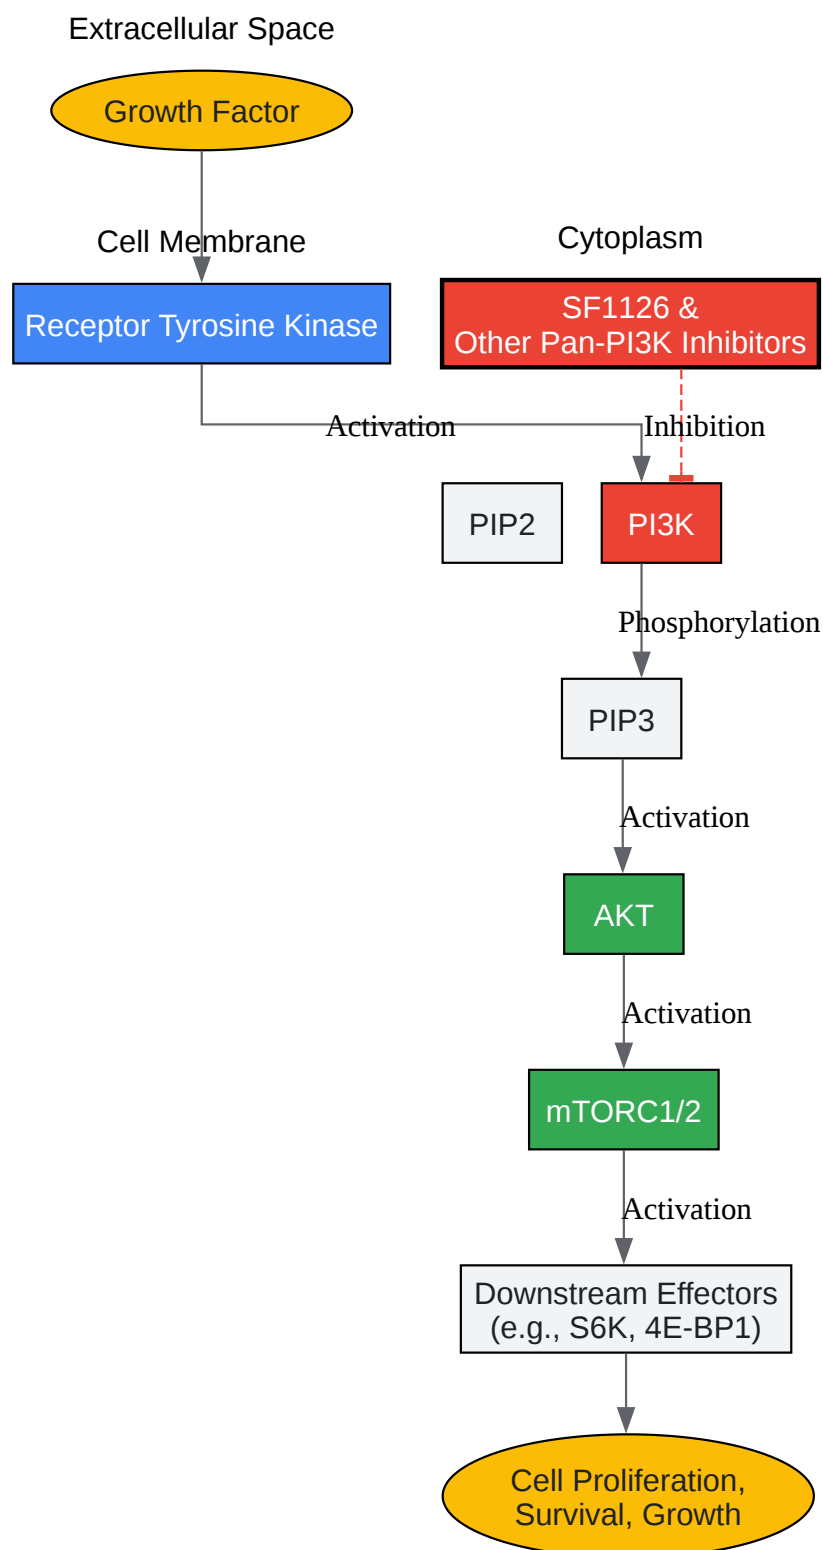 Extracellular Space
Growth Factor
Cell Membrane
Cytoplasm
Receptor Tyrosine Kinase
SF1126 &
Other Pan-PI3K Inhibitors
Activation
Inhibition
PIP2
PI3K
Phosphorylation
PIP3
Activation
AKT
Activation
mTORC1/2
Activation
Downstream Effectors
(e.g., S6K, 4E-BP1)
Cell Proliferation,
Survival, Growth